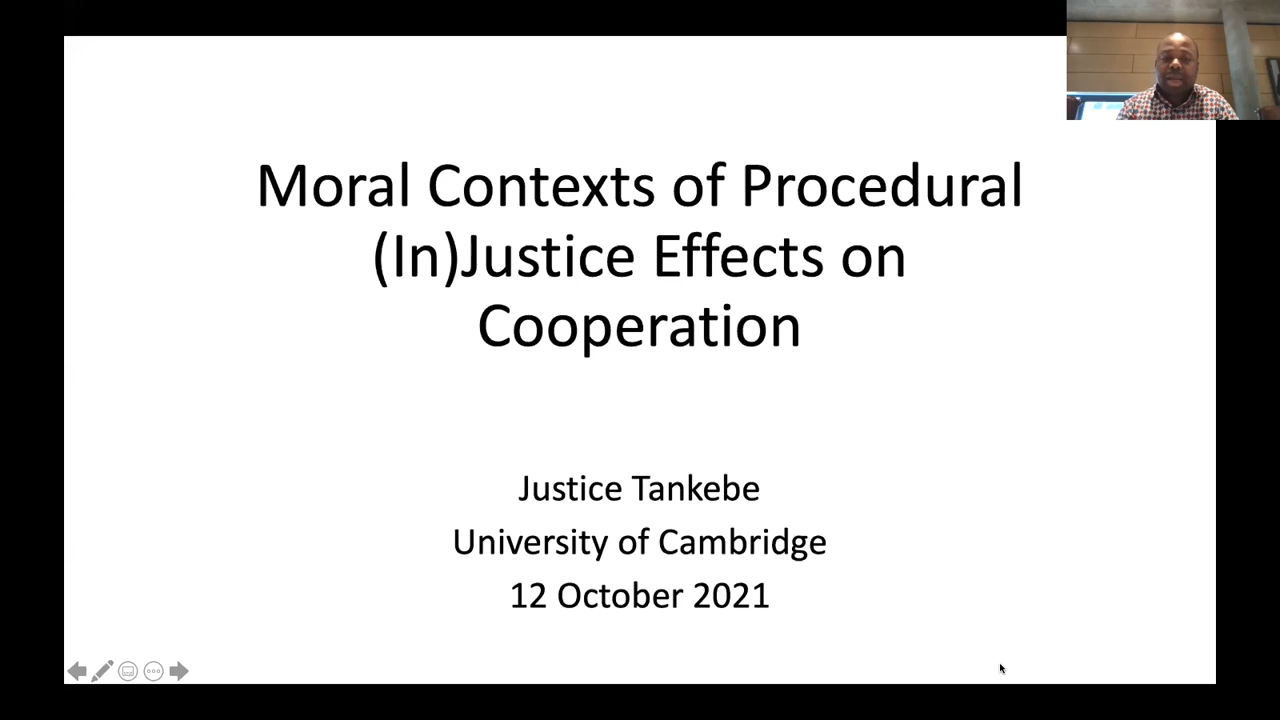 Moral Contexts of Procedural
(In)Justice Effects on
Cooperation
Justice Tankebe
University of Cambridge
12 October 2021